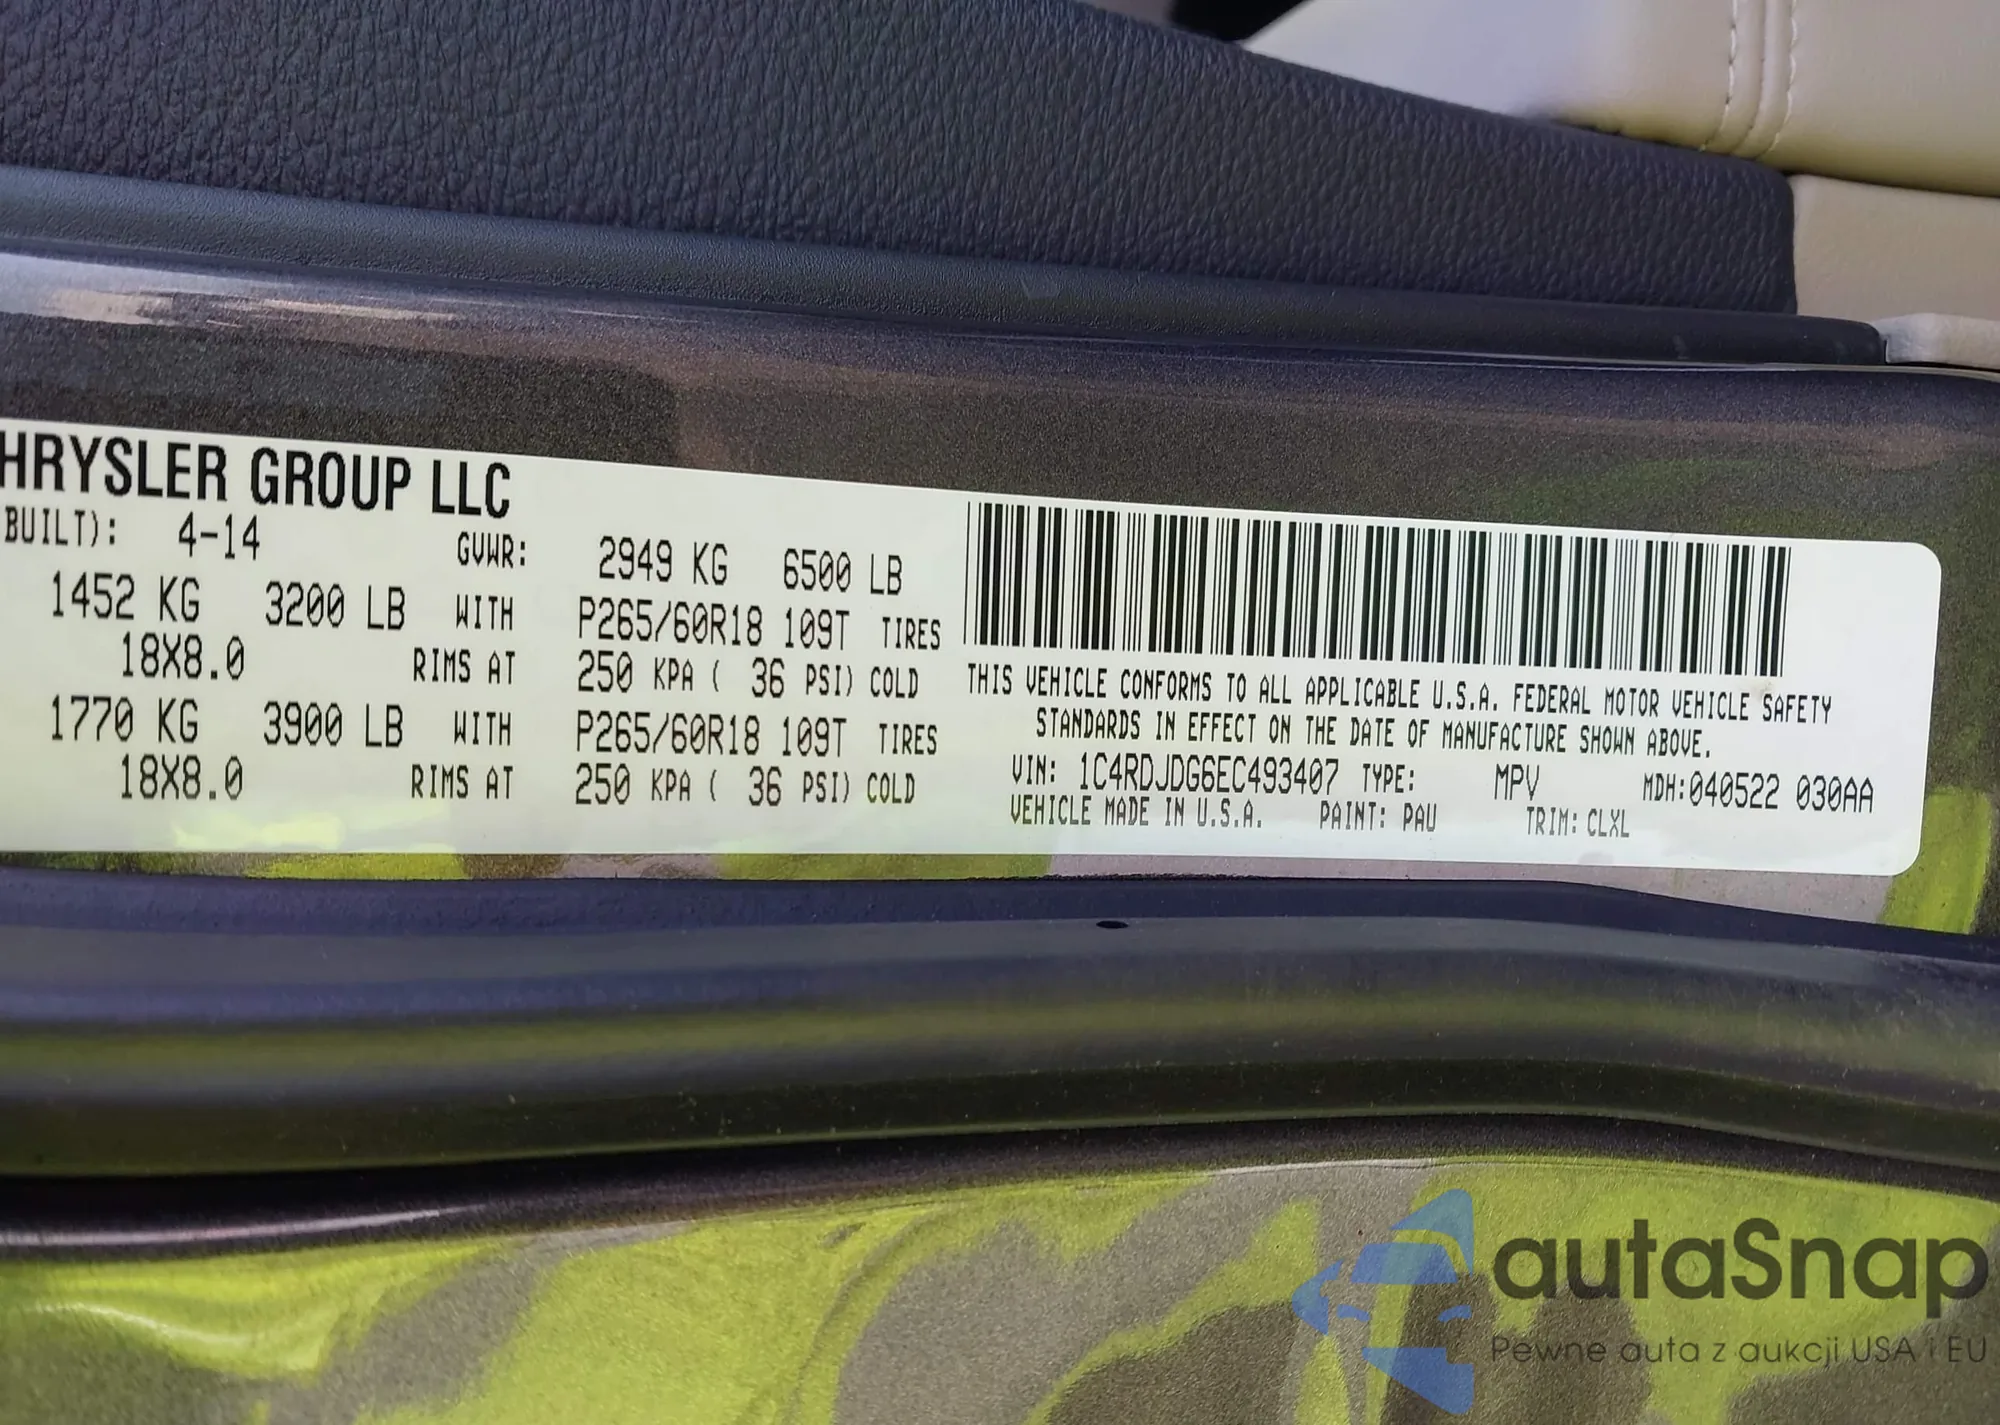 HRYSLER GROUP LLC
BUILT): 4-14 GVWR: 2949 KG 6500 LB
1452 KG 3200 LB WITH P265/60R18 109T TIRES
18X8.0 RIMS AT 250 KPA ( 36 PSI) COLD
1770 KG 3900 LB WITH P265/60R18 109T TIRES
18X8.0 RIMS AT 250 KPA ( 36 PSI) COLD
THIS VEHICLE CONFORMS TO ALL APPLICABLE U.S.A. FEDERAL MOTOR VEHICLE SAFETY
STANDARDS IN EFFECT ON THE DATE OF MANUFACTURE SHOWN ABOVE.
VIN: 1C4RDJDG6EC493407 TYPE: MPV MDH:040522 030AA
VEHICLE MADE IN U.S.A. PAINT: PAU TRIM: CLXL
autaSnap
Pewne auta z aukcji USA i EU